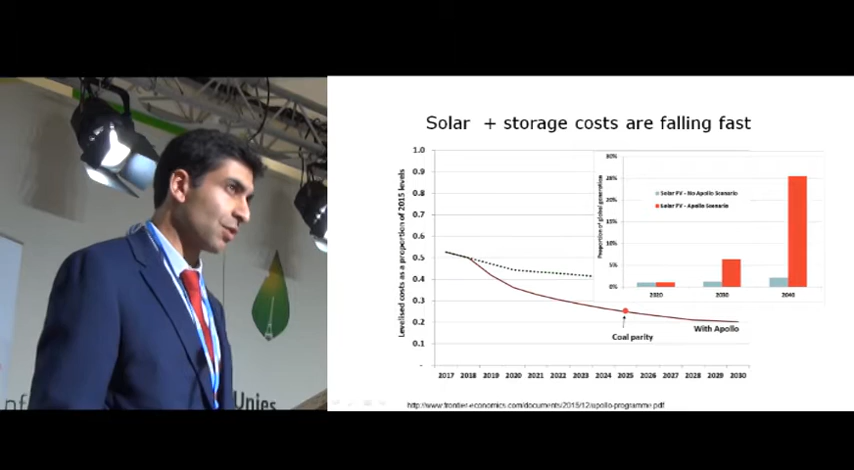 Solar + storage costs are falling fast
Levelised costs as a proportion of 2015 levels
1.0
0.9
0.8
0.7
0.6
0.5
0.4
0.3
0.2
0.1
-
2017 2018 2019 2020 2021 2022 2023 2024 2025 2026 2027 2028 2029 2030
Coal parity
With Apollo
Proportion of global generation
30%
25%
20%
15%
10%
5%
0%
Solar PV - No Apollo Scenario
Solar PV - Apollo Scenario
2020 2030 2040
http://www.frontier-economics.com/documents/2015/12/apollo-programme.pdf
Unies